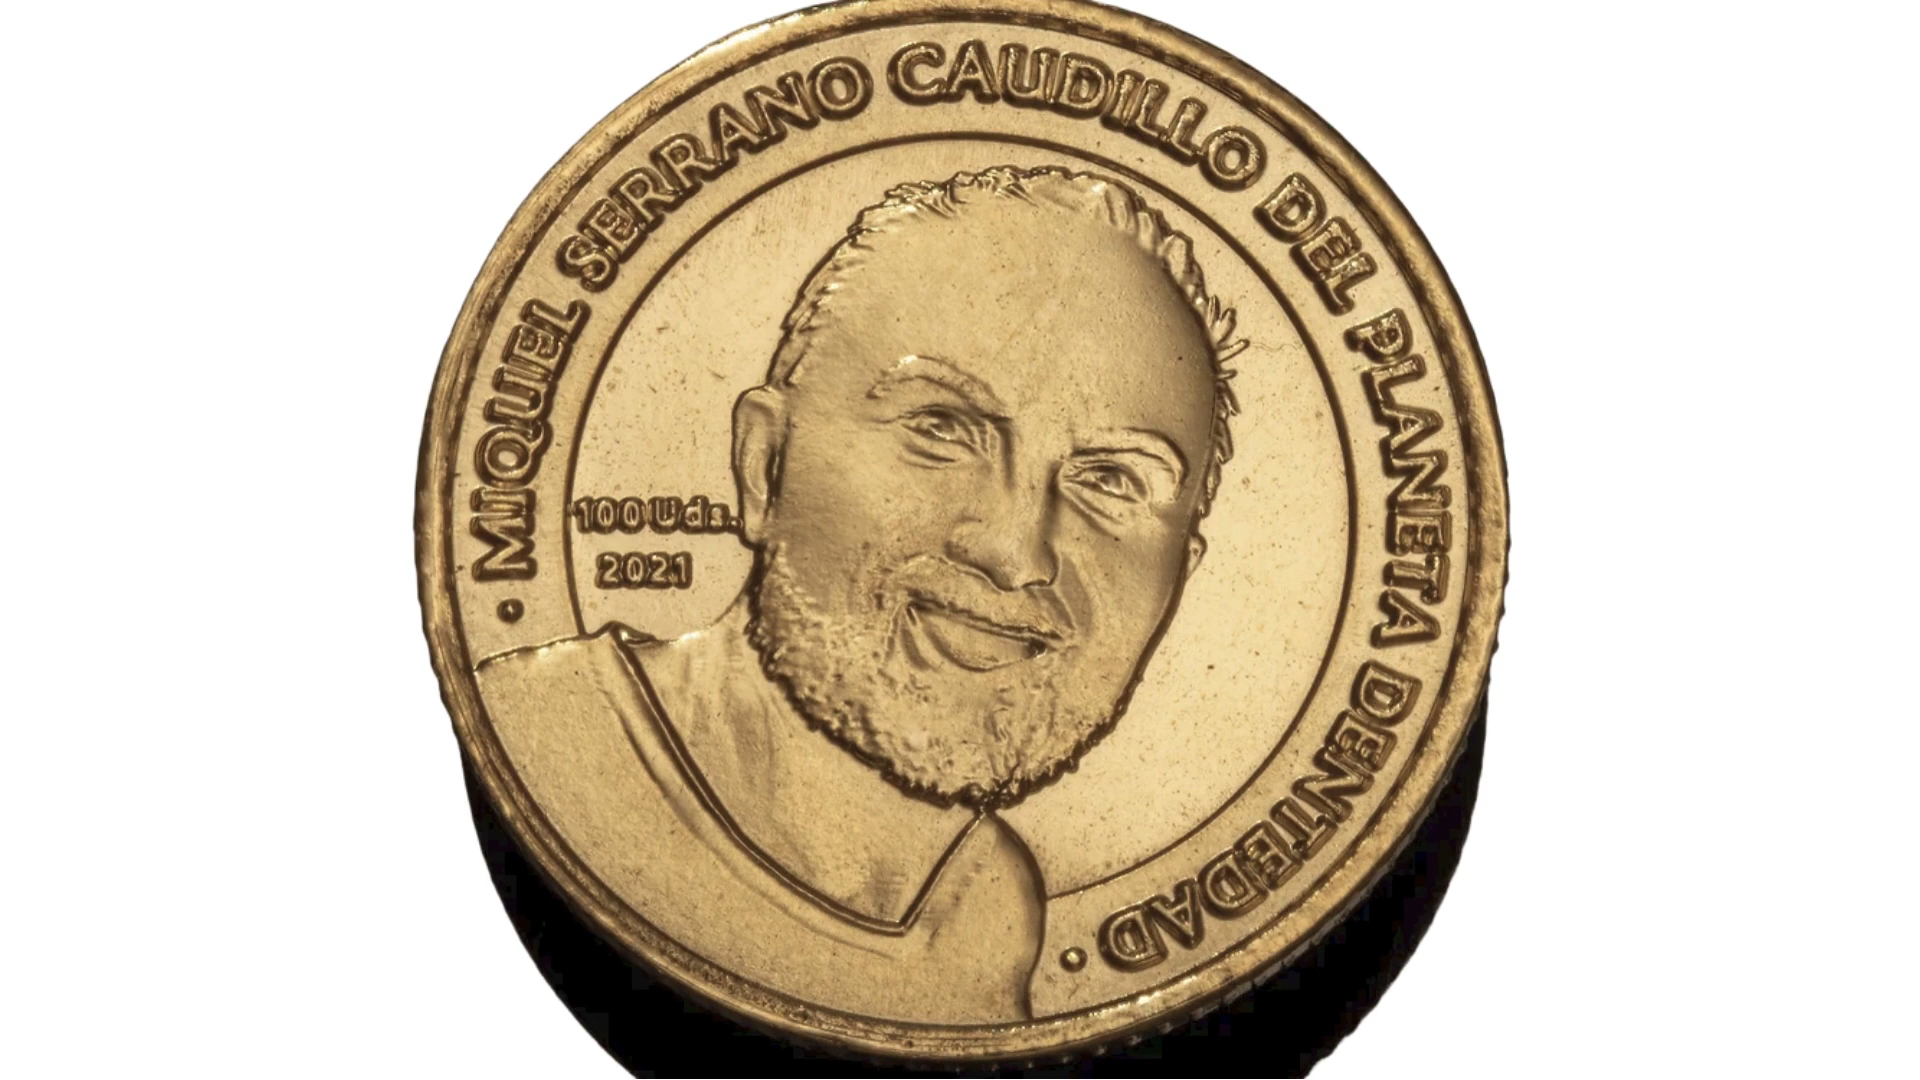 • MIQUEL SERRANO CAUDILLO DEL PLANETA DENTEDAD •
100 Uds.
2021